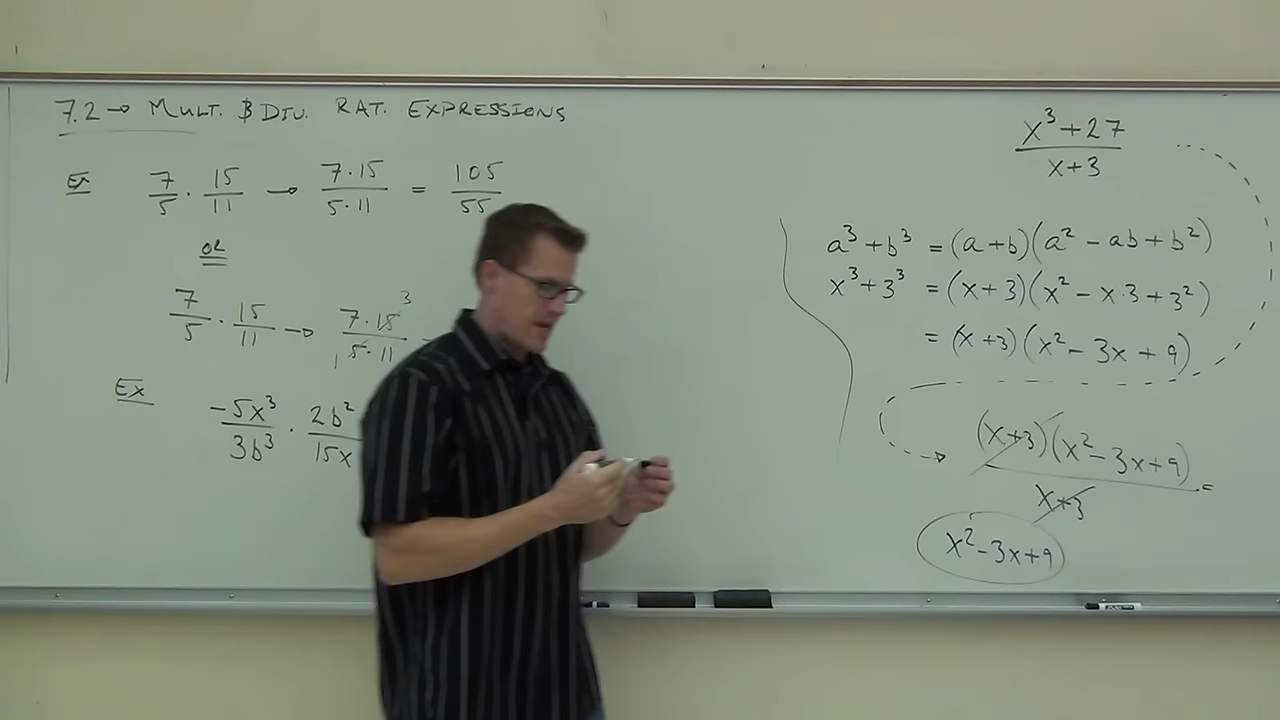 7.2 → MULT. & DIV. RAT. EXPRESSIONS
Ex 7/5 · 15/11 → 7·15/5·11 = 105/55
OR
7/5 · 15/11 → 7·15 3/1 5·11
Ex -5x³/3b³ · 2b²/15x
x³+27/x+3
a³+b³ = (a+b)(a²-ab+b²)
x³+3³ = (x+3)(x²-x·3+3²)
= (x+3)(x²-3x+9)
(x+3)(x²-3x+9)/x+3 =
x²-3x+9